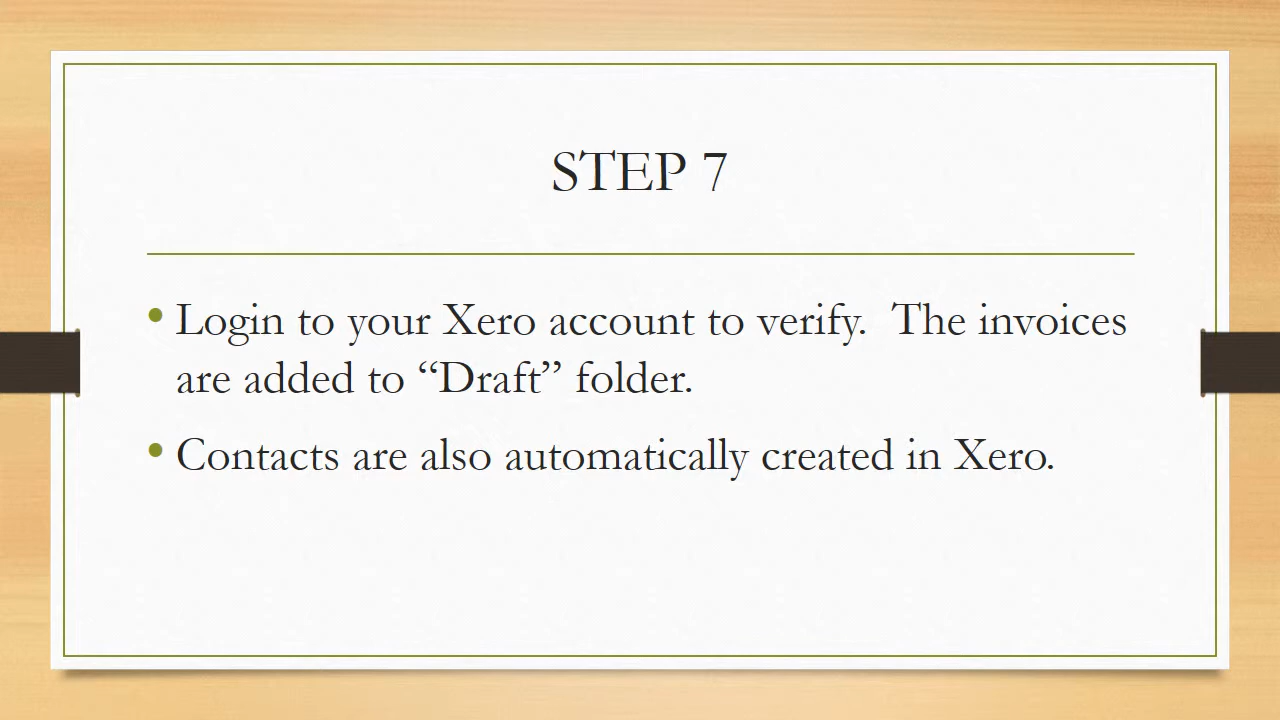 STEP 7
• Login to your Xero account to verify.  The invoices
are added to “Draft” folder.
• Contacts are also automatically created in Xero.